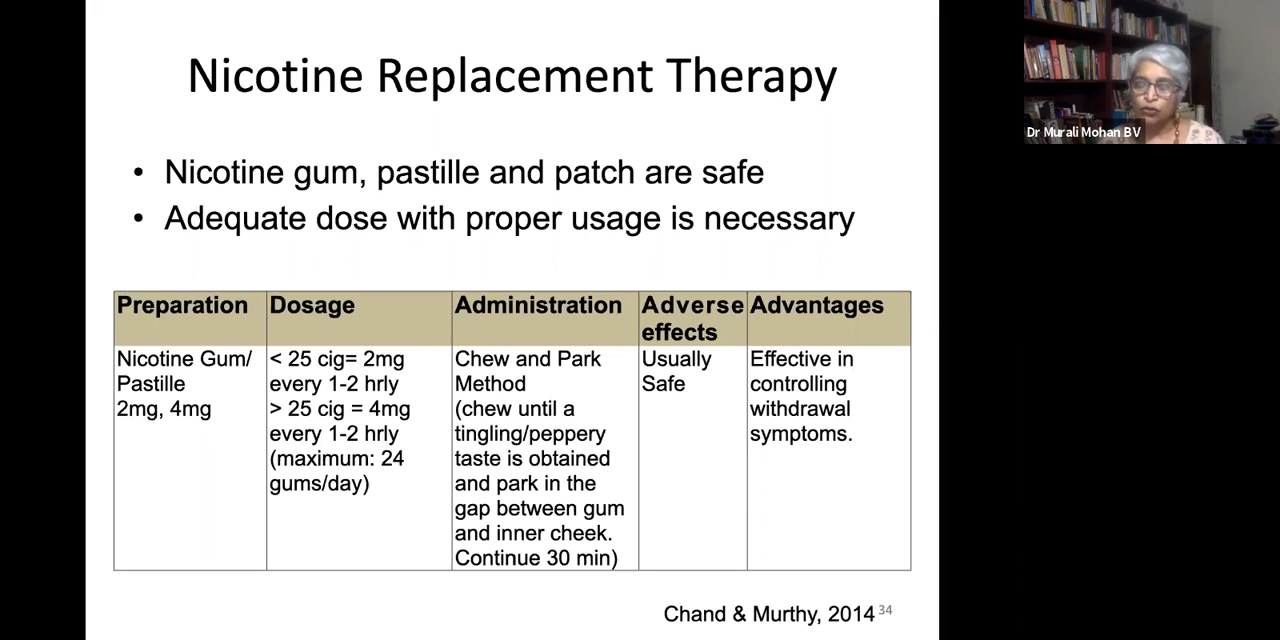 Nicotine Replacement Therapy
Dr Murali Mohan BV
• Nicotine gum, pastille and patch are safe
• Adequate dose with proper usage is necessary
Preparation
Dosage
Administration
Adverse
effects
Advantages
Nicotine Gum/
Pastille
2mg, 4mg
< 25 cig= 2mg
every 1-2 hrly
> 25 cig = 4mg
every 1-2 hrly
(maximum: 24
gums/day)
Chew and Park
Method
(chew until a
tingling/peppery
taste is obtained
and park in the
gap between gum
and inner cheek.
Continue 30 min)
Usually
Safe
Effective in
controlling
withdrawal
symptoms.
Chand & Murthy, 2014 34